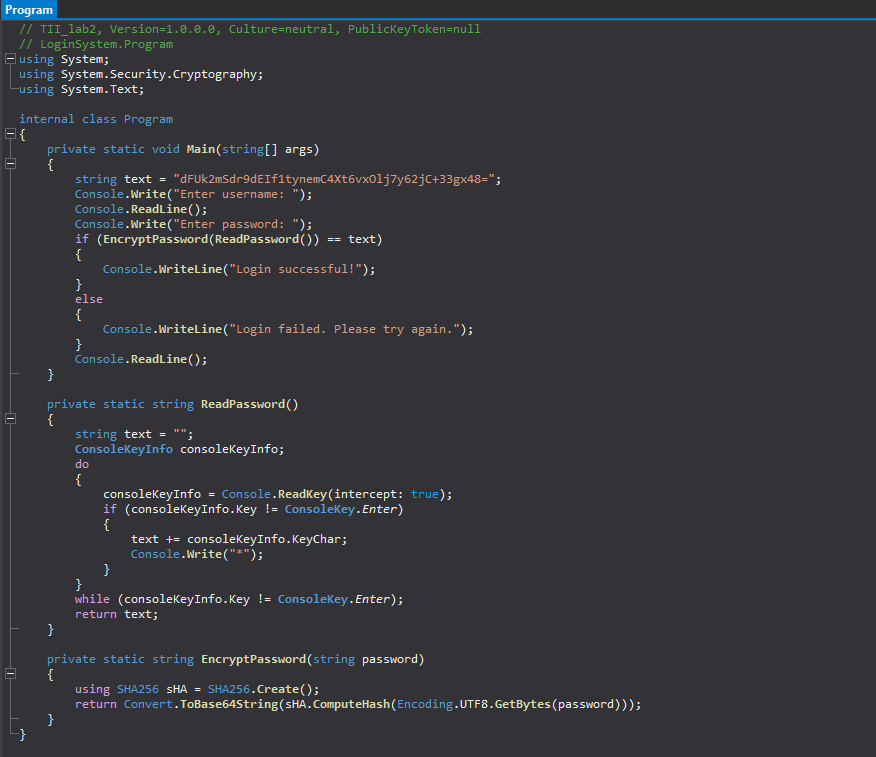 Program
// TII_lab2, Version=1.0.0.0, Culture=neutral, PublicKeyToken=null
// LoginSystem.Program
using System;
using System.Security.Cryptography;
using System.Text;
internal class Program
{
private static void Main(string[] args)
{
string text = "dFUk2mSdr9dEIf1tynemC4Xt6vxOlj7y62jC+33gx48=";
Console.Write("Enter username: ");
Console.ReadLine();
Console.Write("Enter password: ");
if (EncryptPassword(ReadPassword()) == text)
{
Console.WriteLine("Login successful!");
}
else
{
Console.WriteLine("Login failed. Please try again.");
}
Console.ReadLine();
}
private static string ReadPassword()
{
string text = "";
ConsoleKeyInfo consoleKeyInfo;
do
{
consoleKeyInfo = Console.ReadKey(intercept: true);
if (consoleKeyInfo.Key != ConsoleKey.Enter)
{
text += consoleKeyInfo.KeyChar;
Console.Write("*");
}
}
while (consoleKeyInfo.Key != ConsoleKey.Enter);
return text;
}
private static string EncryptPassword(string password)
{
using SHA256 sHA = SHA256.Create();
return Convert.ToBase64String(sHA.ComputeHash(Encoding.UTF8.GetBytes(password)));
}
}